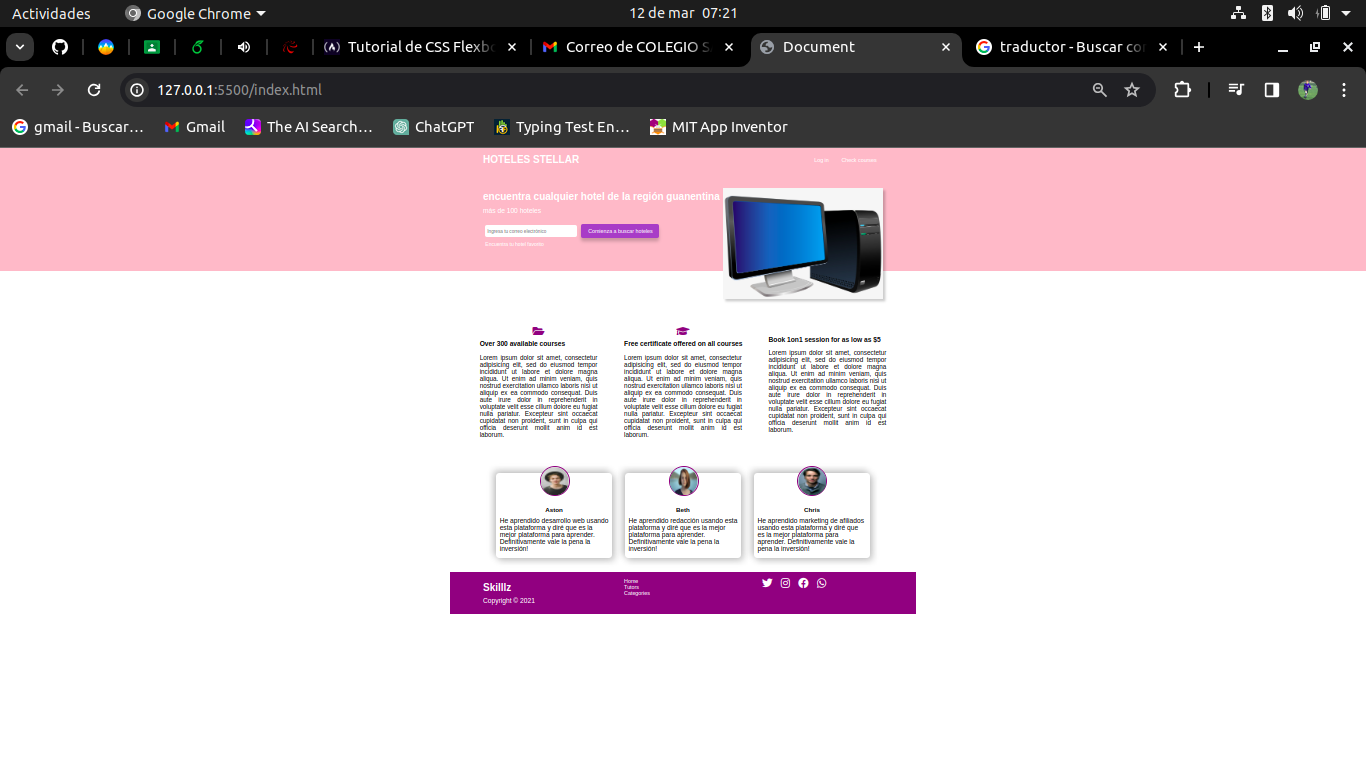 Actividades
Google Chrome
12 de mar 07:21
Tutorial de CSS Flexb
Correo de COLEGIO S
Document
traductor - Buscar co
127.0.0.1:5500/index.html
gmail - Buscar…
Gmail
The AI Search…
ChatGPT
Typing Test En…
MIT App Inventor
HOTELES STELLAR
Log in
Check courses
encuentra cualquier hotel de la región guanentina
más de 100 hoteles
Ingresa tu correo electrónico
Comienza a buscar hoteles
Encuentra tu hotel favorito
Over 300 available courses
Lorem ipsum dolor sit amet, consectetur
adipisicing elit, sed do eiusmod tempor
incididunt ut labore et dolore magna
aliqua. Ut enim ad minim veniam, quis
nostrud exercitation ullamco laboris nisi ut
aliquip ex ea commodo consequat. Duis
aute irure dolor in reprehenderit in
voluptate velit esse cillum dolore eu fugiat
nulla pariatur. Excepteur sint occaecat
cupidatat non proident, sunt in culpa qui
officia deserunt mollit anim id est
laborum.
Free certificate offered on all courses
Lorem ipsum dolor sit amet, consectetur
adipisicing elit, sed do eiusmod tempor
incididunt ut labore et dolore magna
aliqua. Ut enim ad minim veniam, quis
nostrud exercitation ullamco laboris nisi ut
aliquip ex ea commodo consequat. Duis
aute irure dolor in reprehenderit in
voluptate velit esse cillum dolore eu fugiat
nulla pariatur. Excepteur sint occaecat
cupidatat non proident, sunt in culpa qui
officia deserunt mollit anim id est
laborum.
Book 1on1 session for as low as $5
Lorem ipsum dolor sit amet, consectetur
adipisicing elit, sed do eiusmod tempor
incididunt ut labore et dolore magna
aliqua. Ut enim ad minim veniam, quis
nostrud exercitation ullamco laboris nisi ut
aliquip ex ea commodo consequat. Duis
aute irure dolor in reprehenderit in
voluptate velit esse cillum dolore eu fugiat
nulla pariatur. Excepteur sint occaecat
cupidatat non proident, sunt in culpa qui
officia deserunt mollit anim id est
laborum.
Aston
He aprendido desarrollo web usando
esta plataforma y diré que es la
mejor plataforma para aprender.
Definitivamente vale la pena la
inversión!
Beth
He aprendido redacción usando esta
plataforma y diré que es la mejor
plataforma para aprender.
Definitivamente vale la pena la
inversión!
Chris
He aprendido marketing de afiliados
usando esta plataforma y diré que
es la mejor plataforma para
aprender. Definitivamente vale la
pena la inversión!
Skilllz
Copyright © 2021
Home
Tutors
Categories